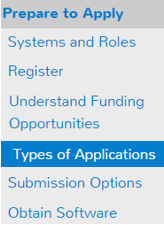 Prepare to Apply
Systems and Roles
Register
Understand Funding
Opportunities
Types of Applications
Submission Options
Obtain Software